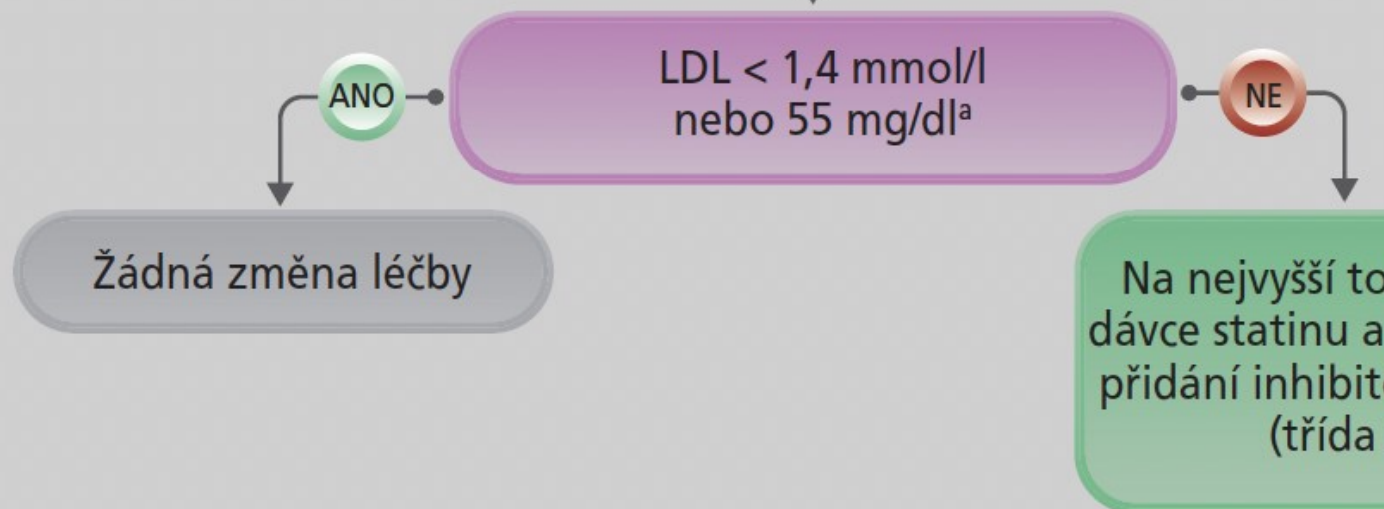 LDL < 1,4 mmol/l
nebo 55 mg/dlª
ANO
NE
Žádná změna léčby
Na nejvyšší
dávce statinu
přidání
(třída